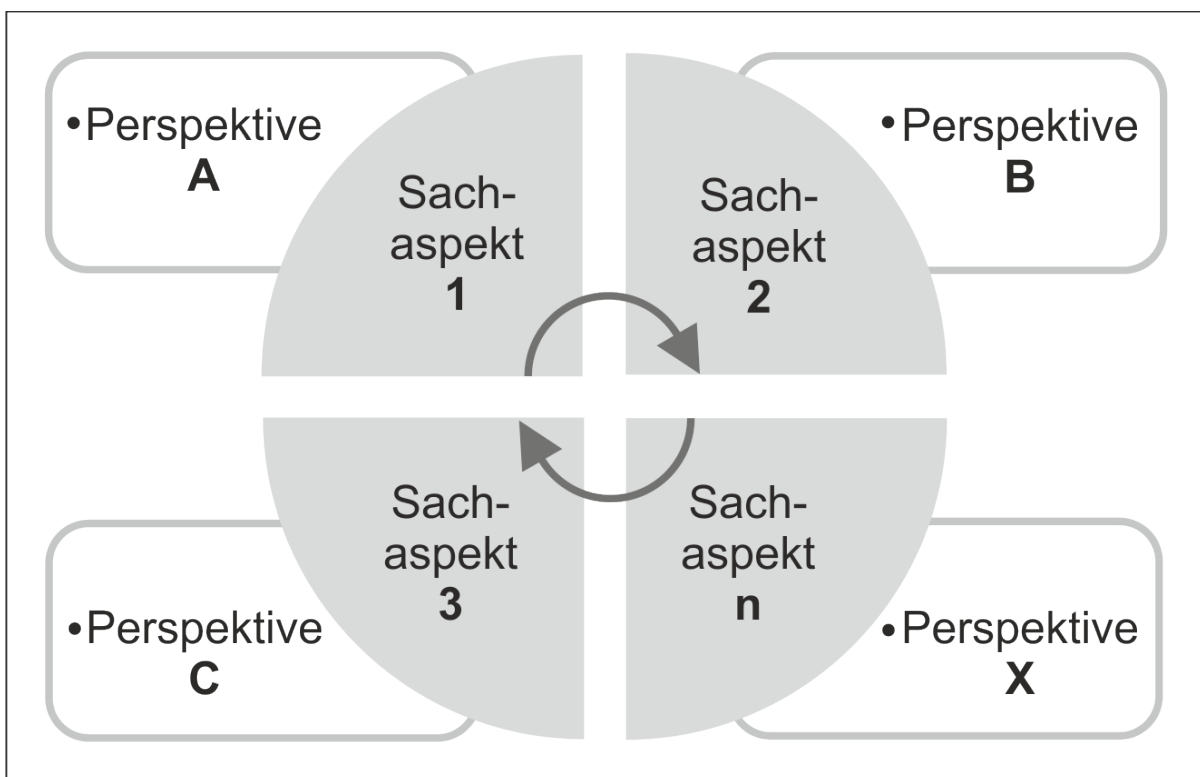 •Perspektive
A
Sach-
aspekt
1
Sach-
aspekt
2
•Perspektive
B
•Perspektive
C
Sach-
aspekt
3
Sach-
aspekt
n
•Perspektive
X